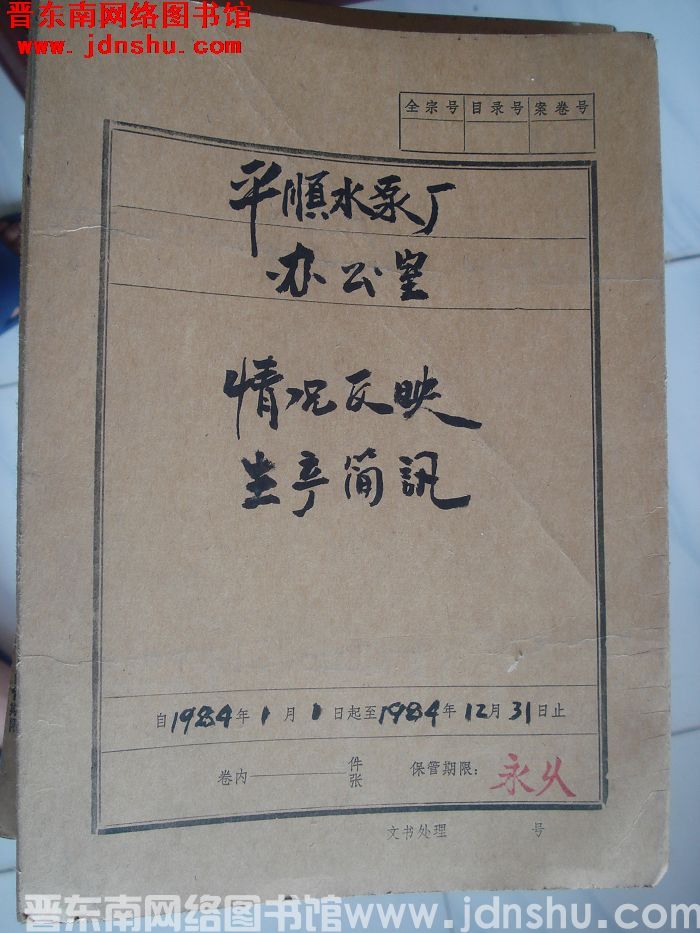 晋东南网络图书馆
www.jdnshu.com
全宗号 目录号 案卷号
平順水泵厂
办公室
情况反映
生产简訊
自1984年1月1日起至1984年12月31日止
卷内 件张 保管期限：永久
文书处理 号
晋东南网络图书馆www.jdnshu.com